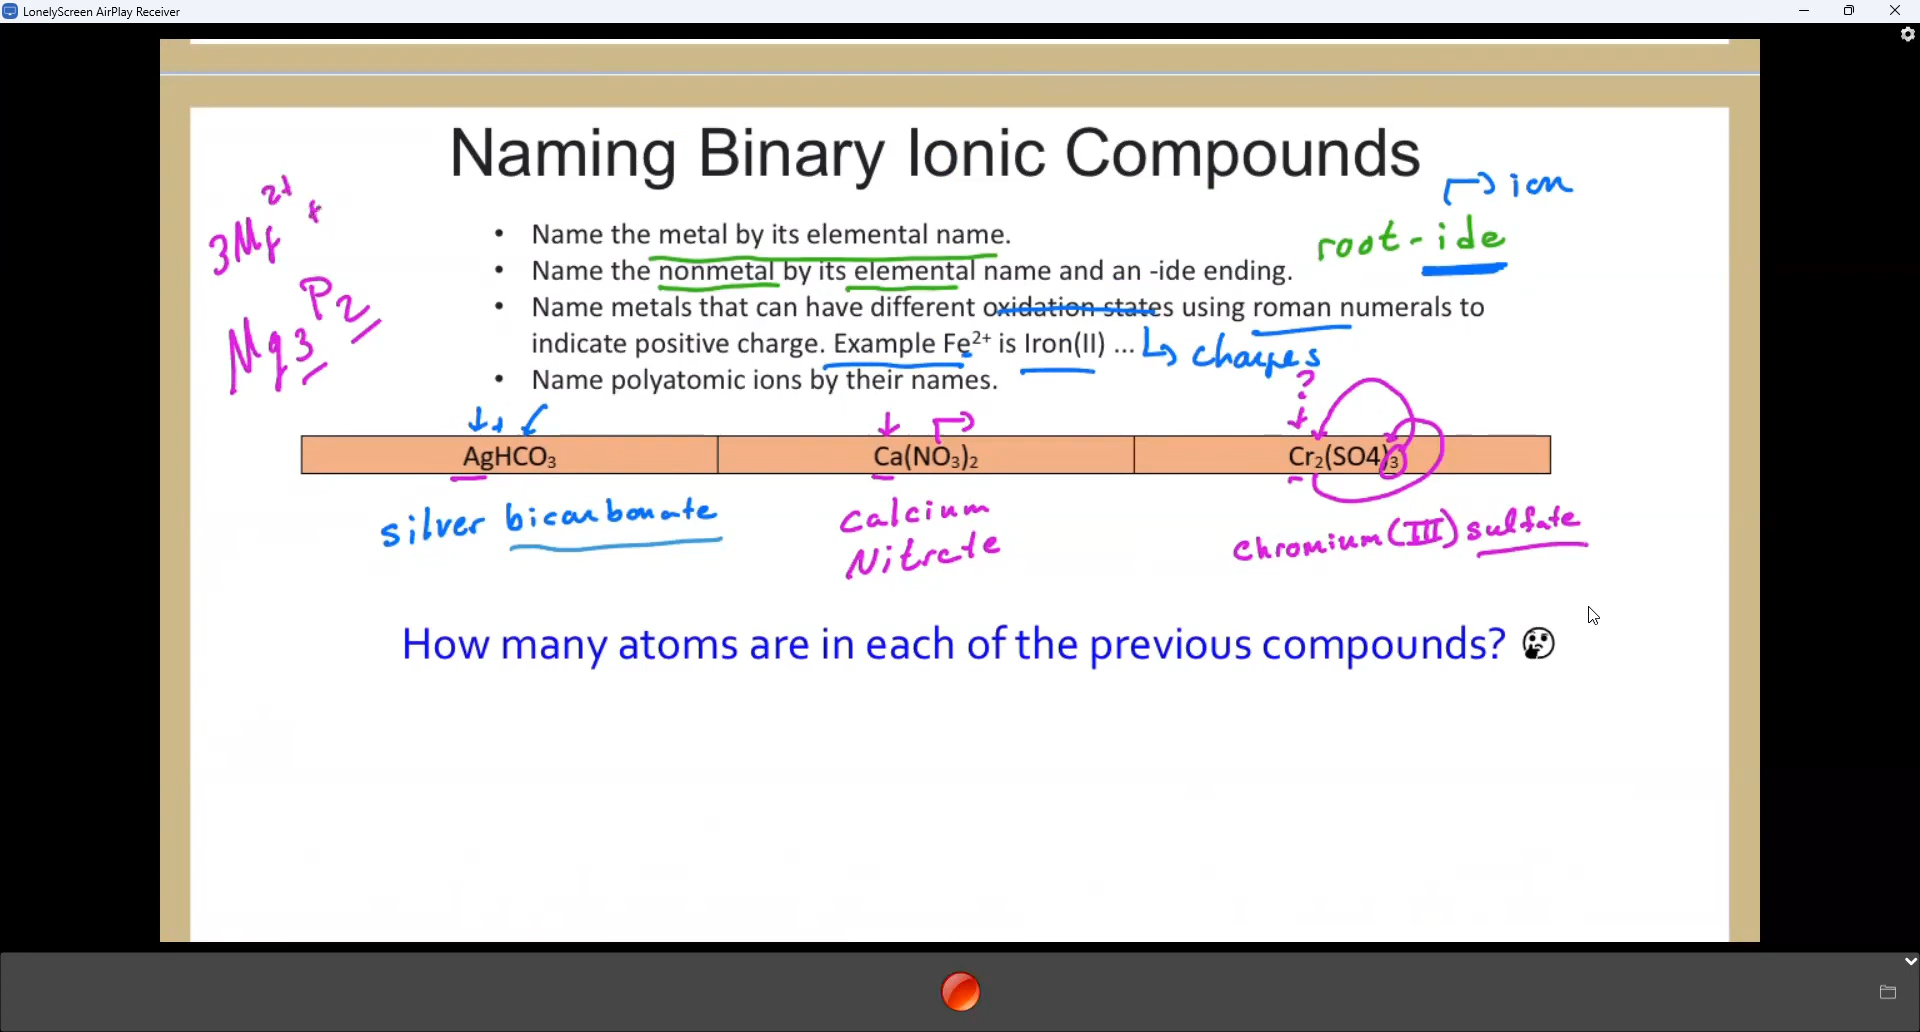 LonelyScreen AirPlay Receiver
Naming Binary Ionic Compounds
ion
3Mg²⁺ +
• Name the metal by its elemental name.
root-ide
• Name the nonmetal by its elemental name and an -ide ending.
• Name metals that can have different oxidation states using roman numerals to
indicate positive charge. Example Fe²⁺ is Iron(II) ...
charges
Mg₃P₂
• Name polyatomic ions by their names.
+
?
AgHCO₃ Ca(NO₃)₂ Cr₂(SO4)₃
silver bicarbonate
Calcium
Nitrate
chromium(III) sulfate
How many atoms are in each of the previous compounds? 🤔